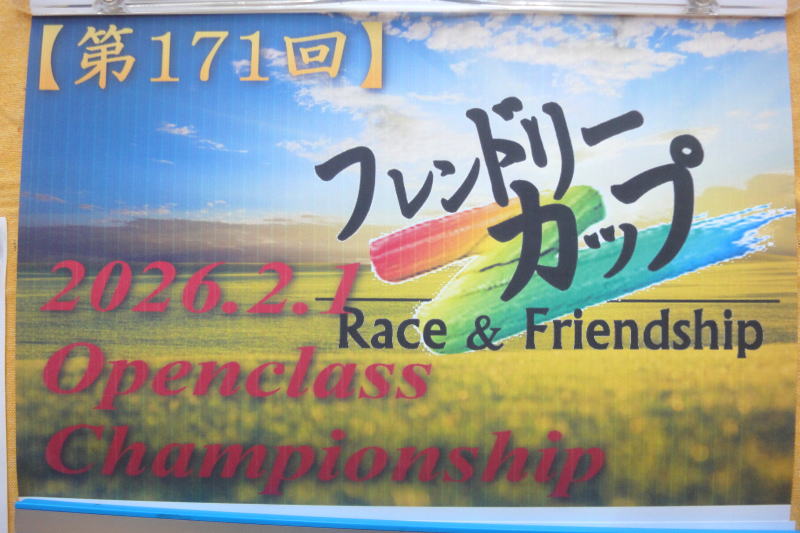 【第171回】
フレンドリー
カップ
Race & Friendship
2026.2.1
Openclass
Championship